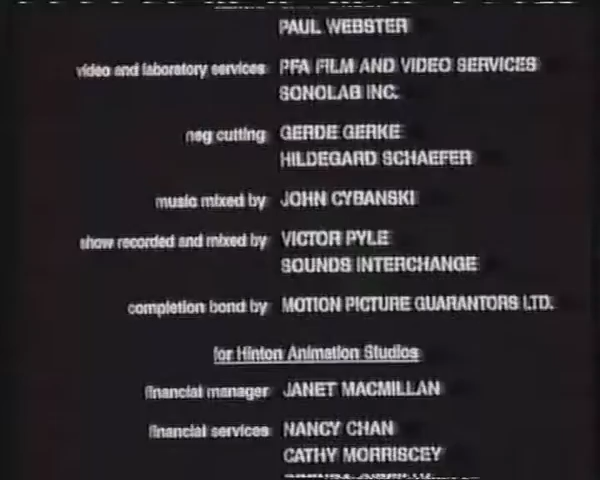 PAUL WEBSTER
video and laboratory services PFA FILM AND VIDEO SERVICES
SONOLAB INC.
neg cutting GERDE GERKE
HILDEGARD SCHAEFER
music mixed by JOHN CYBANSKI
show recorded and mixed by VICTOR PYLE
SOUNDS INTERCHANGE
completion bond by MOTION PICTURE GUARANTORS LTD.
for Hinton Animation Studios
financial manager JANET MACMILLAN
financial services NANCY CHAN
CATHY MORRISCEY